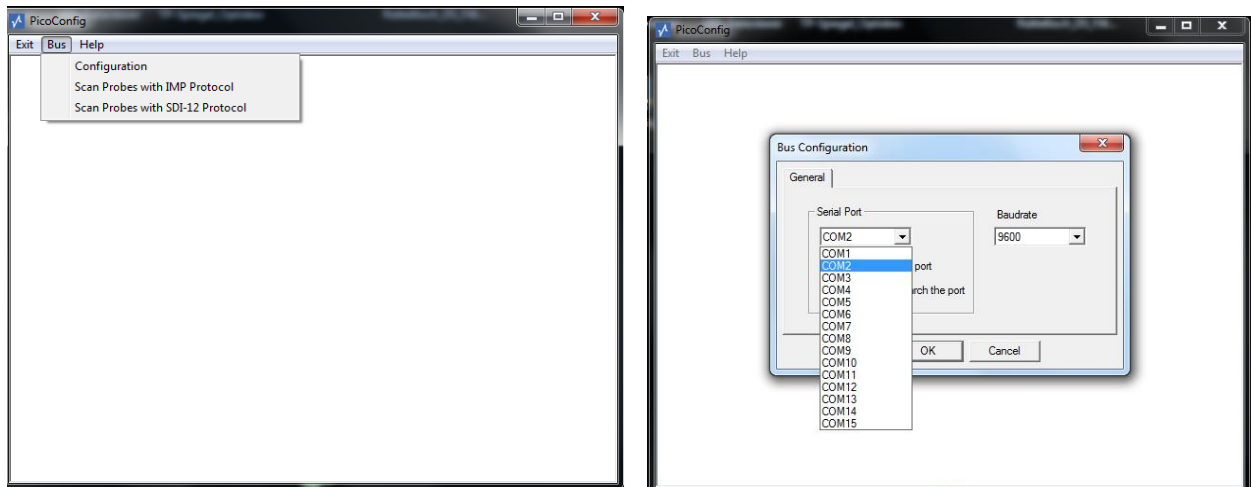 PicoConfig
Exit Bus Help
Configuration
Scan Probes with IMP Protocol
Scan Probes with SDI-12 Protocol
PicoConfig
Exit Bus Help
Bus Configuration
General
Serial Port
Baudrate
COM2
9600
COM1
COM2
port
COM3
COM4
the port
COM5
COM6
COM7
COM8
COM9
OK
Cancel
COM10
COM11
COM12
COM13
COM14
COM15